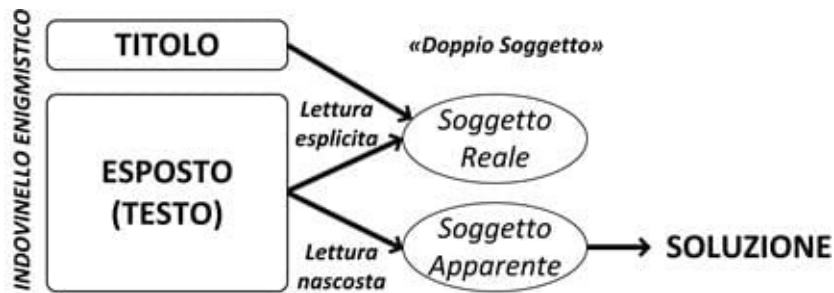 INDOVINELLO ENIGMISTICO
TITOLO
«Doppio Soggetto»
Lettura
esplicita
Soggetto
Reale
ESPOSTO
(TESTO)
Lettura
nascosta
Soggetto
Apparente
SOLUZIONE